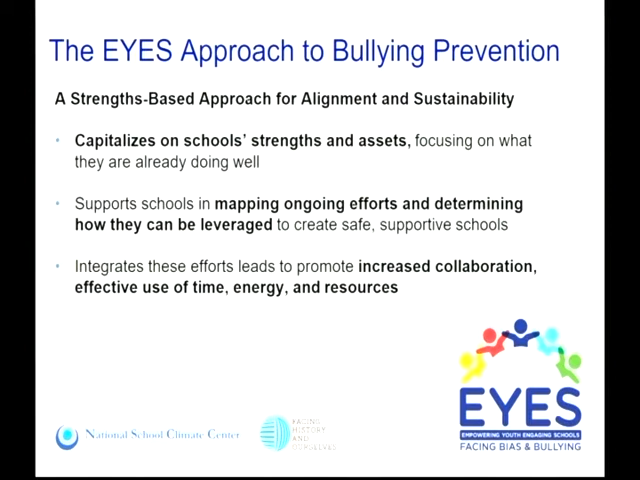 The EYES Approach to Bullying Prevention
A Strengths-Based Approach for Alignment and Sustainability
• Capitalizes on schools' strengths and assets, focusing on what
they are already doing well
• Supports schools in mapping ongoing efforts and determining
how they can be leveraged to create safe, supportive schools
• Integrates these efforts leads to promote increased collaboration,
effective use of time, energy, and resources
National School Climate Center
FACING
HISTORY
AND
OURSELVES
EYES
EMPOWERING YOUTH ENGAGING SCHOOLS
FACING BIAS & BULLYING